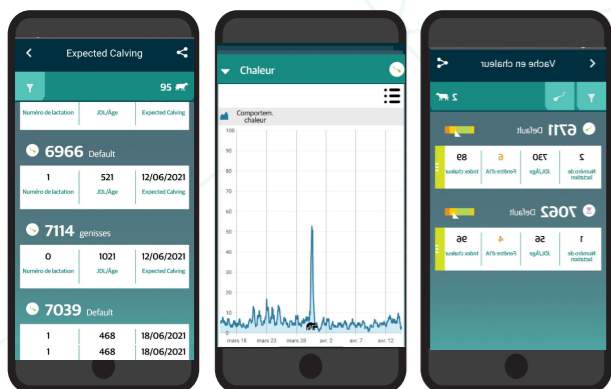 Expected Calving
95
Numéro de lactation JDL/Âge Expected Calving
6966 Default
1 521 12/06/2021
Numéro de lactation JDL/Âge Expected Calving
7114 genisses
0 1021 12/06/2021
Numéro de lactation JDL/Âge Expected Calving
7039 Default
1 468 18/06/2021
1 468 18/06/2021
Chaleur
Comportem.
chaleur
100
90
80
70
60
50
40
30
20
10
0
mars 18 mars 23 mars 28 avr. 2 avr. 7 avr. 12
Vache en chaleur
2
6711 Default
2 730 6 89
Numéro de lactation JDL/Âge Fenêtre d'IA Index chaleur
7062 Default
1 56 4 96
Numéro de lactation JDL/Âge Fenêtre d'IA Index chaleur